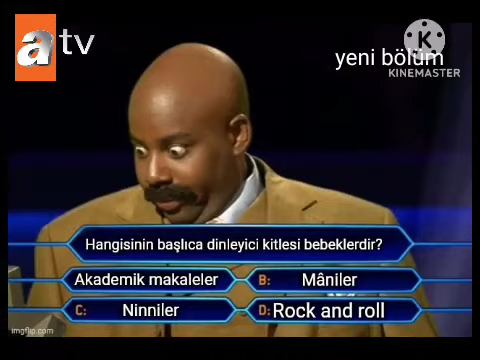 atv
yeni bölüm
K
KINEMASTER
Hangisinin başlıca dinleyici kitlesi bebeklerdir?
Akademik makaleler
B: Mâniler
C: Ninniler
D: Rock and roll
imgflip.com